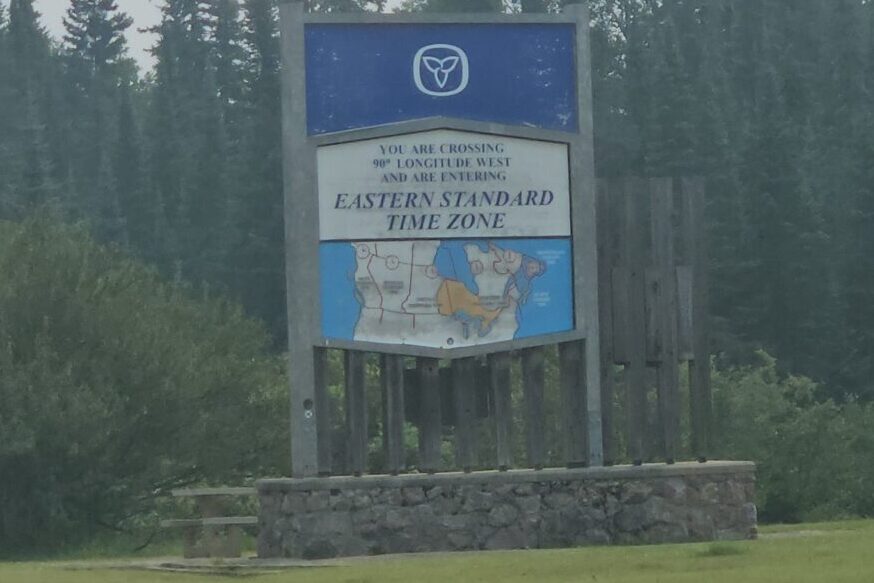 YOU ARE CROSSING
90° LONGITUDE WEST
AND ARE ENTERING
EASTERN STANDARD
TIME ZONE